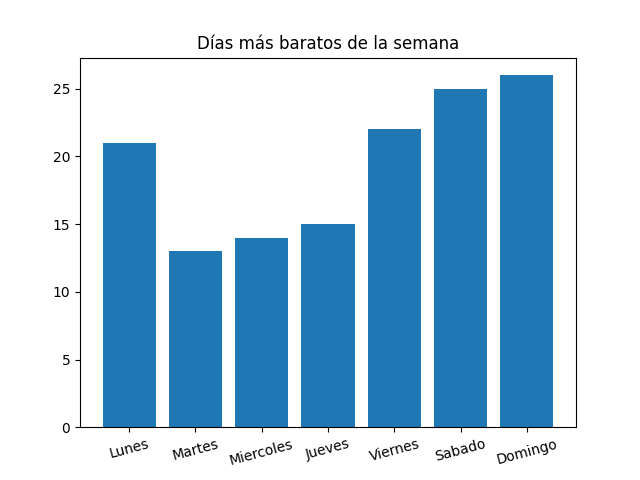 Días más baratos de la semana
25
20
15
10
5
0
Lunes
Martes
Miercoles
Jueves
Viernes
Sabado
Domingo